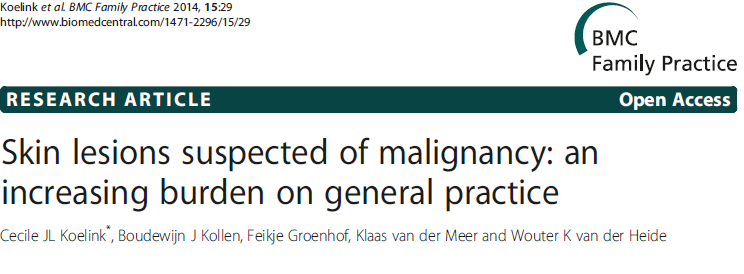 Koelink et al. BMC Family Practice 2014, 15:29
http://www.biomedcentral.com/1471-2296/15/29
BMC
Family Practice
RESEARCH ARTICLE Open Access
Skin lesions suspected of malignancy: an
increasing burden on general practice
Cecile JL Koelink*, Boudewijn J Kollen, Feikje Groenhof, Klaas van der Meer and Wouter K van der Heide